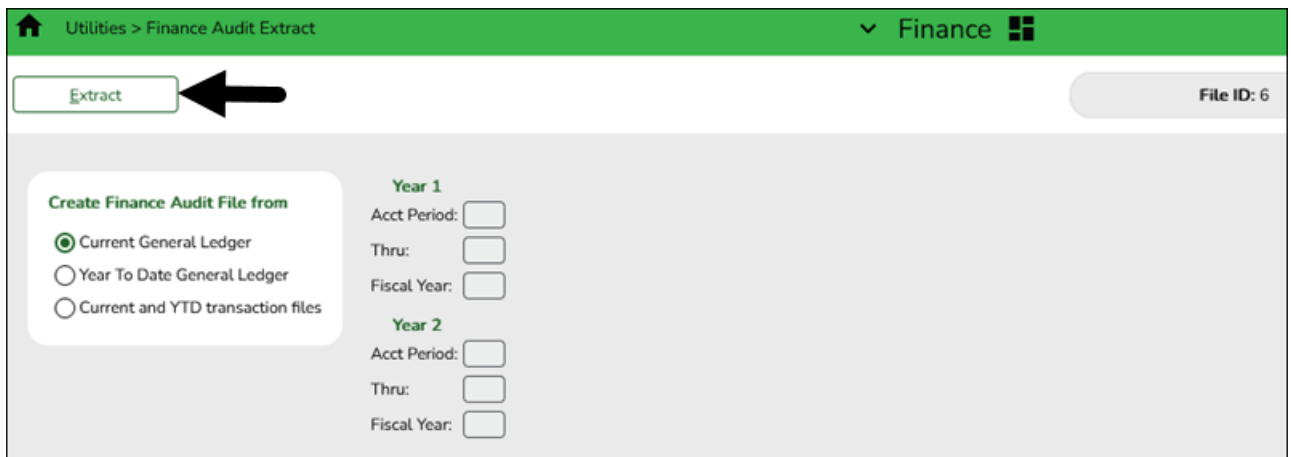 Utilities > Finance Audit Extract
Finance
Extract
File ID: 6
Create Finance Audit File from
Current General Ledger
Year To Date General Ledger
Current and YTD transaction files
Year 1
Acct Period:
Thru:
Fiscal Year:
Year 2
Acct Period:
Thru:
Fiscal Year: